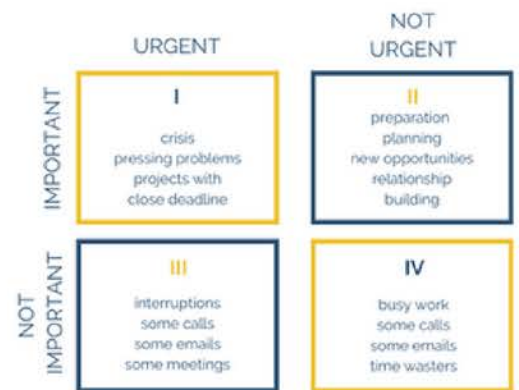 URGENT
NOT
URGENT
IMPORTANT
I
crisis
pressing problems
projects with
close deadline
II
preparation
planning
new opportunities
relationship
building
NOT
IMPORTANT
III
interruptions
some calls
some emails
some meetings
IV
busy work
some calls
some emails
time wasters